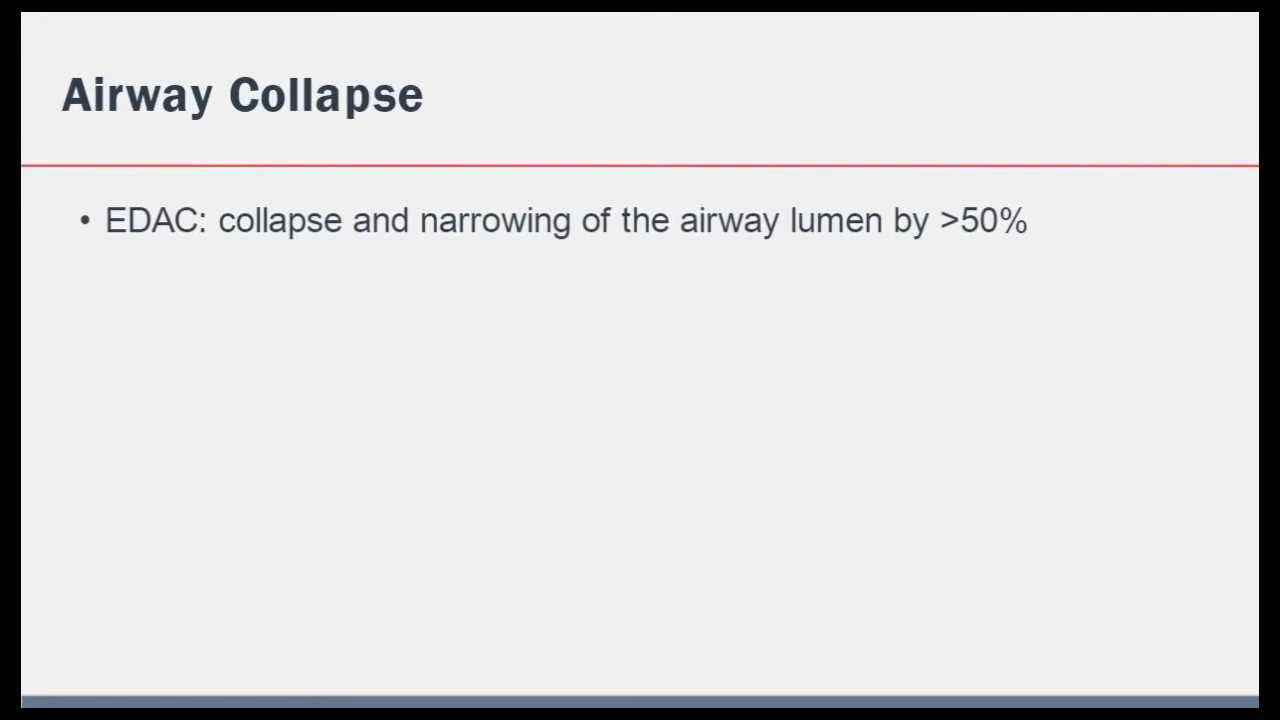 Airway Collapse
• EDAC: collapse and narrowing of the airway lumen by >50%